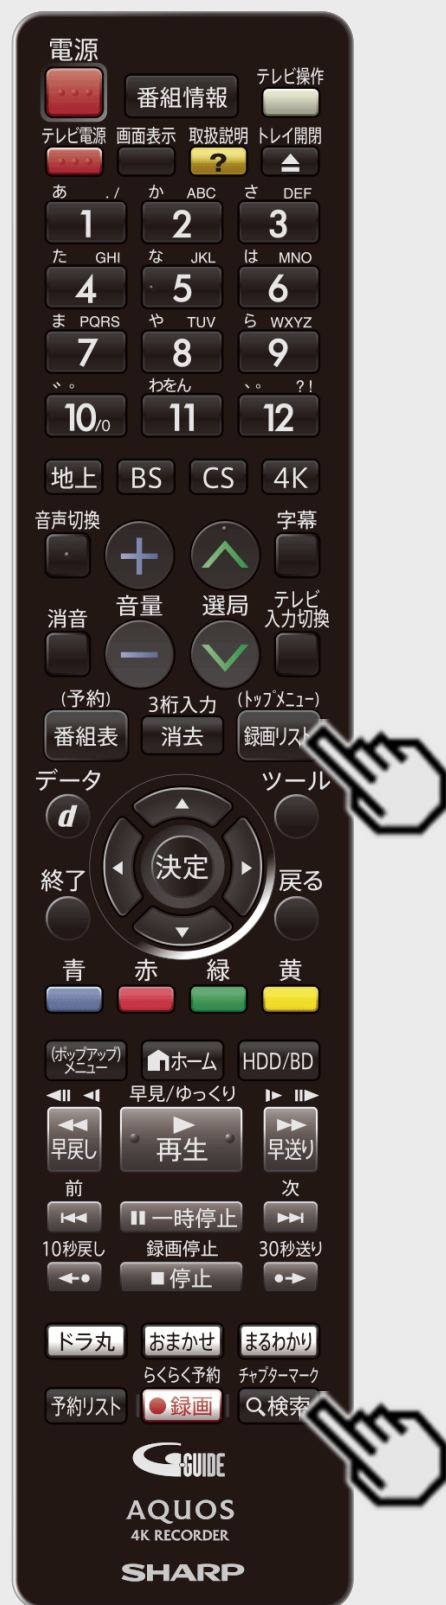 電源
番組情報
テレビ操作
テレビ電源 画面表示 取扱説明 トレイ開閉
?
あ ./ か ABC さ DEF
1 2 3
た GHI な JKL は MNO
4 5 6
ま PQRS や TUV ら WXYZ
7 8 9
゛゜ わをん 、。 ?!
10/0 11 12
地上 BS CS 4K
音声切換 字幕
+
消音 音量 選局 テレビ
入力切換
−
(予約) 3桁入力 (トップメニュー)
番組表 消去 録画リスト
データ ツール
d
決定
終了 戻る
青 赤 緑 黄
(ポップアップ)
メニュー ホーム HDD/BD
早見/ゆっくり
早戻し 再生 早送り
前 次
一時停止
10秒戻し 録画停止 30秒送り
停止
ドラ丸 おまかせ まるわかり
らくらく予約 チャプターマーク
予約リスト 録画 検索
G-GUIDE
AQUOS
4K RECORDER
SHARP